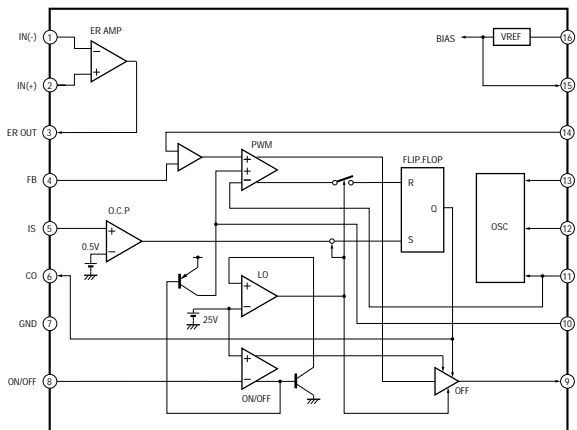 ER AMP
IN(-) 1
BIAS
VREF
16
IN(+) 2
15
ER OUT 3
14
PWM
FLIP.FLOP
FB 4
R
13
O.C.P
Q
IS 5
OSC
12
S
0.5V
CO 6
LO
11
GND 7
25V
10
ON/OFF 8
9
ON/OFF
OFF